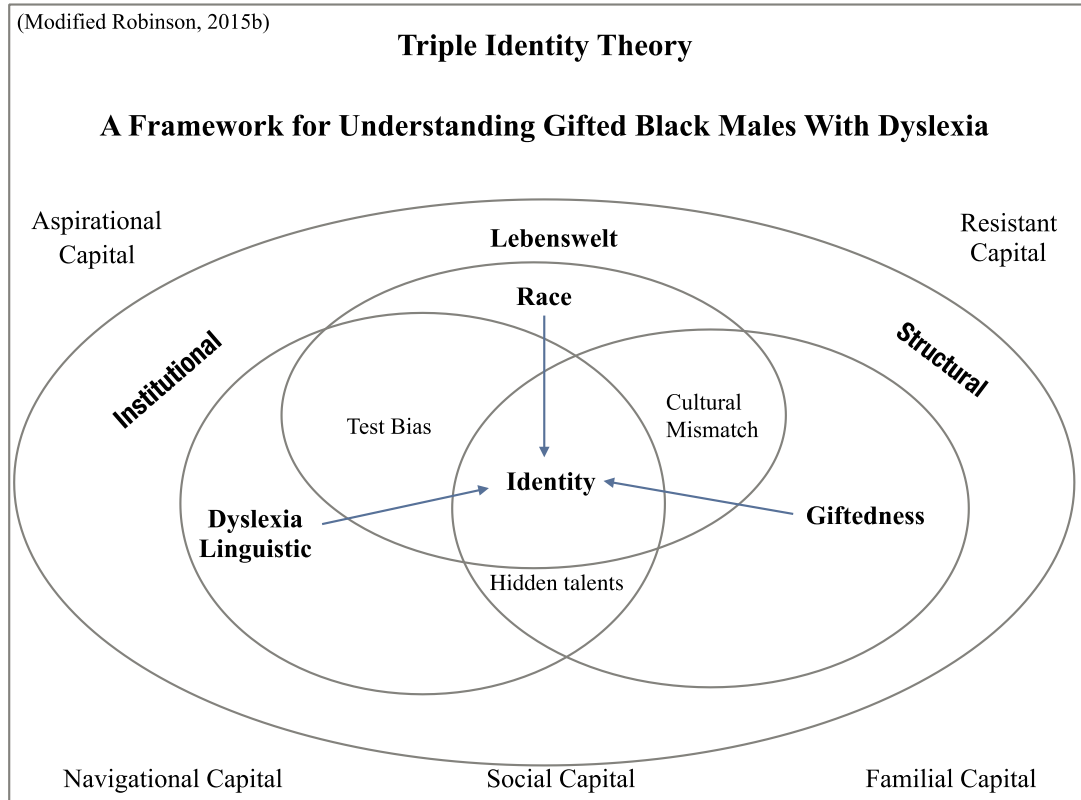 (Modified Robinson, 2015b)
Triple Identity Theory
A Framework for Understanding Gifted Black Males With Dyslexia
Aspirational
Capital
Resistant
Capital
Lebenswelt
Race
Institutional
Structural
Test Bias
Cultural
Mismatch
Identity
Dyslexia
Linguistic
Giftedness
Hidden talents
Navigational Capital
Social Capital
Familial Capital